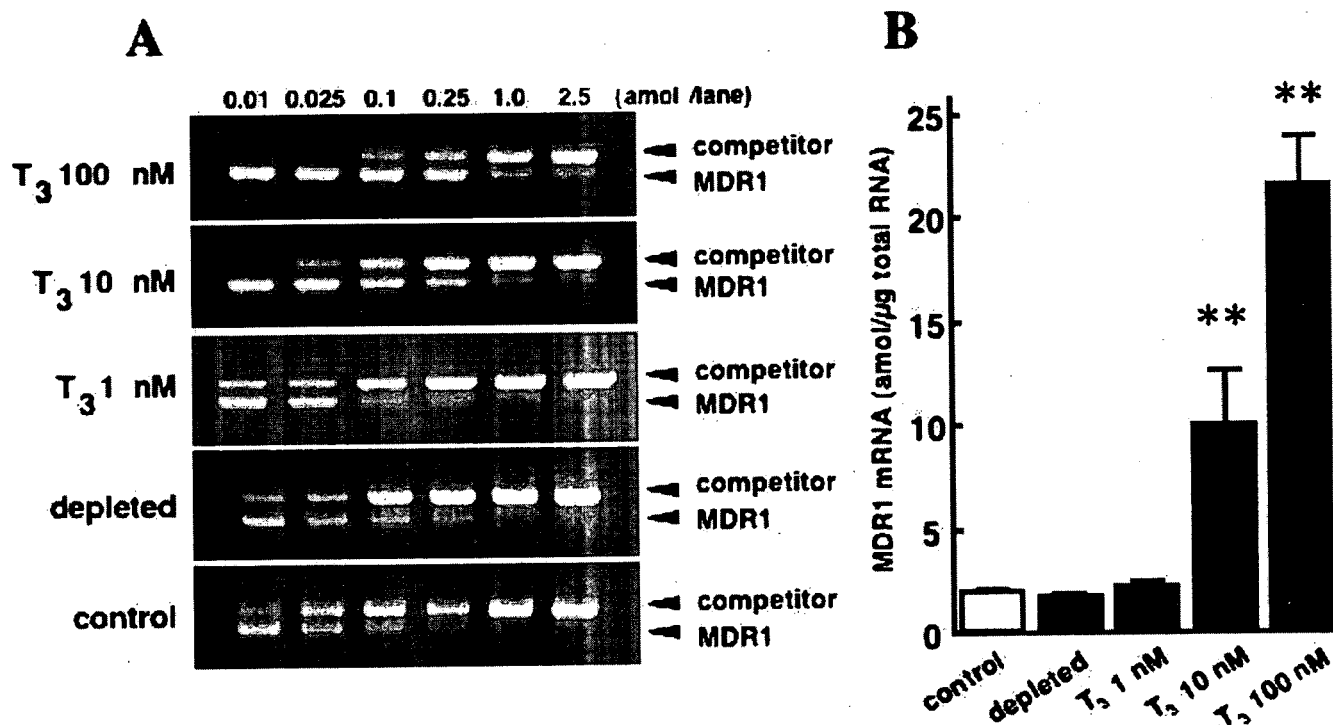 A
0.01 0.025 0.1 0.25 1.0 2.5 (amol /lane)
T3 100 nM
competitor
MDR1
T3 10 nM
competitor
MDR1
T3 1 nM
competitor
MDR1
depleted
competitor
MDR1
control
competitor
MDR1
B
MDR1 mRNA (amol/µg total RNA)
25
20
15
10
5
0
**
**
control
depleted
T3 1 nM
T3 10 nM
T3 100 nM